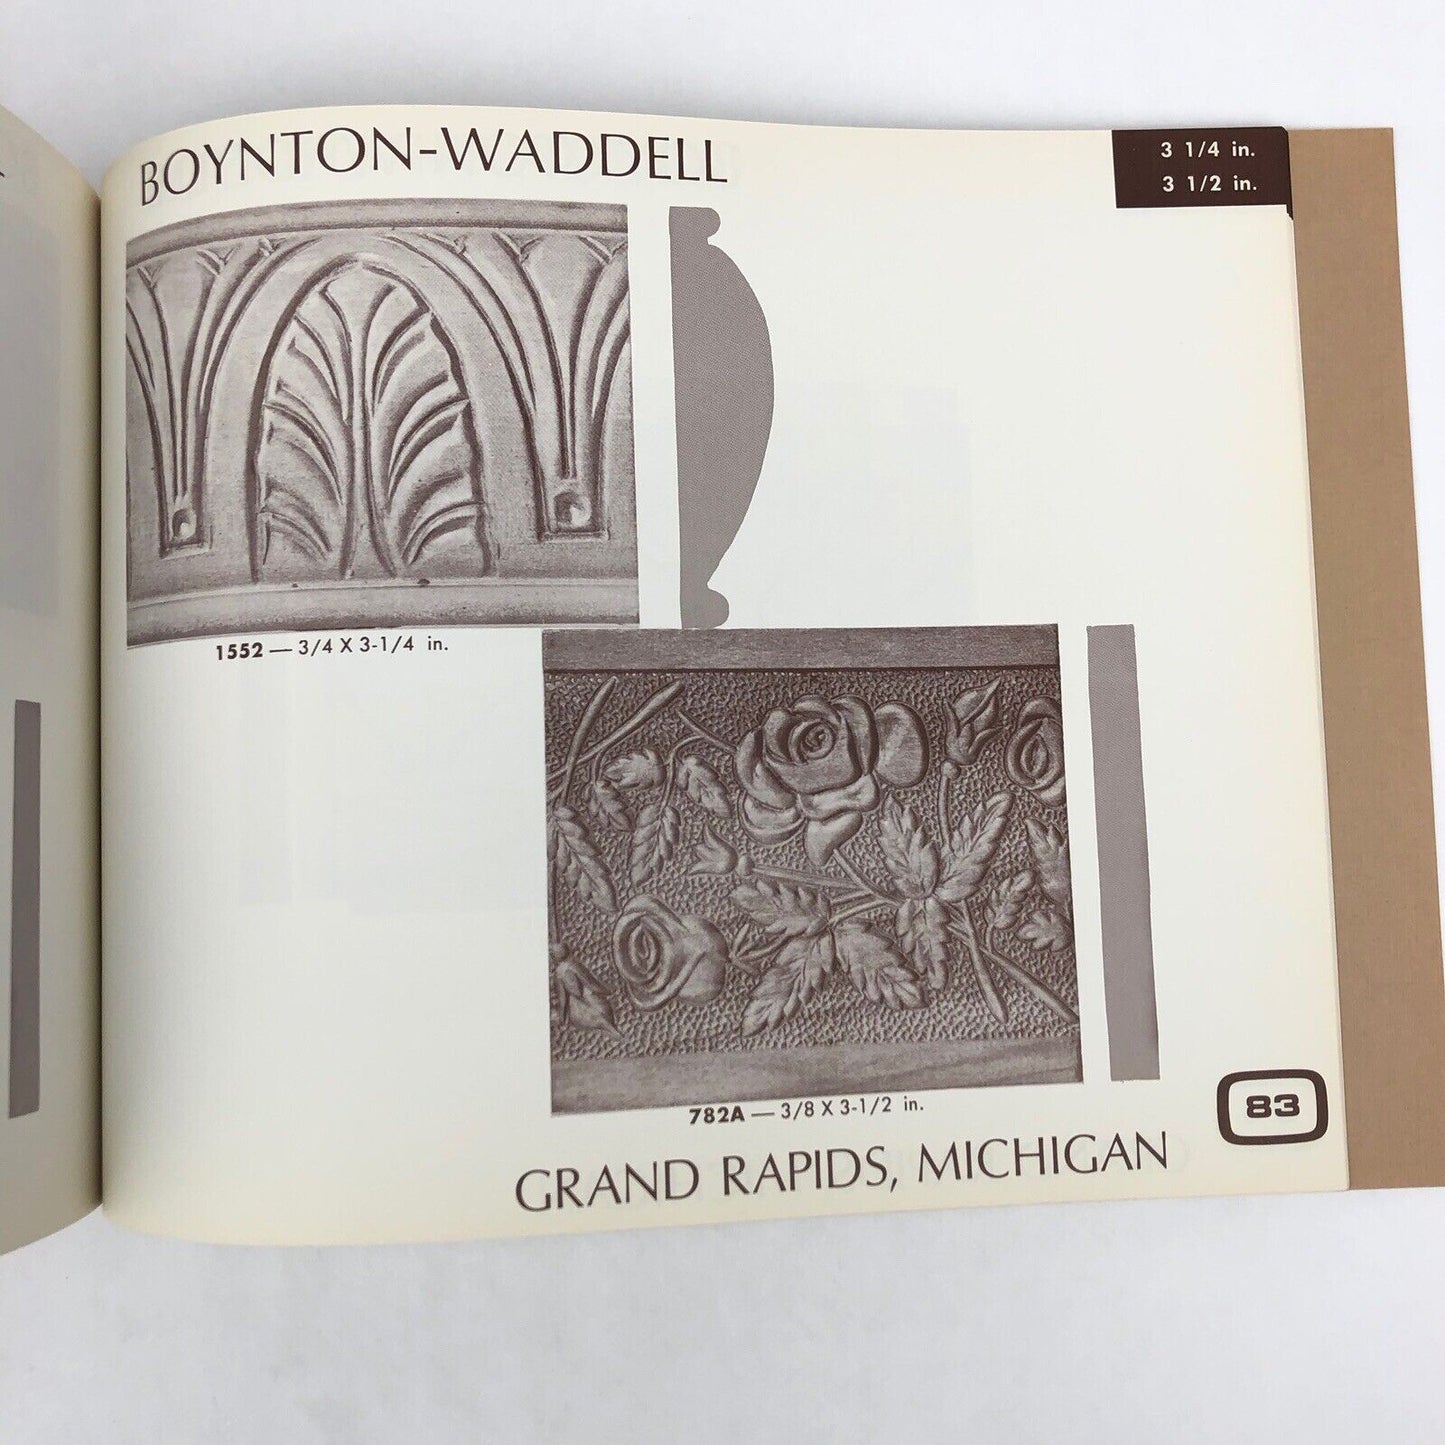 BOYNTON-WADDELL
3 1/4 in.
3 1/2 in.
1552 — 3/4 X 3-1/4 in.
782A — 3/8 X 3-1/2 in.
83
GRAND RAPIDS, MICHIGAN